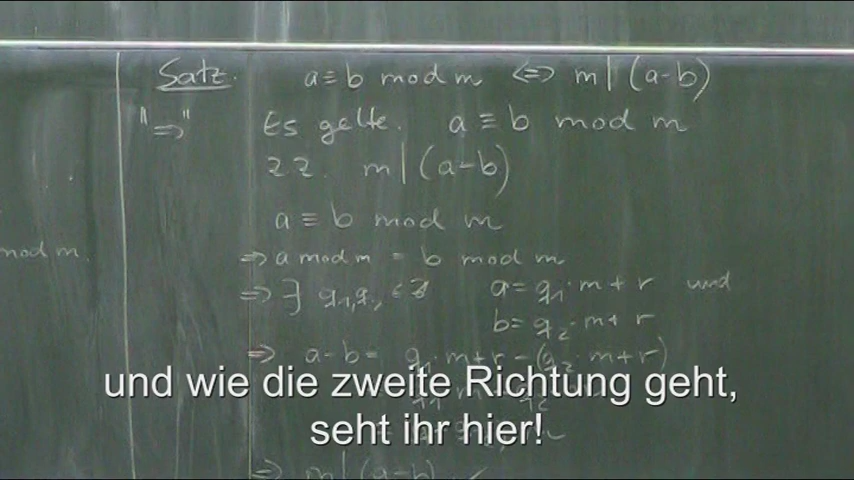 Satz. a ≡ b mod m ⇔ m | (a-b)
"⇒" Es gelte. a ≡ b mod m
zz. m | (a-b)
a ≡ b mod m
mod m.
⇒ a mod m = b mod m
⇒ ∃ q₁,q₂ ∈ ℤ a = q₁·m + r und
b = q₂·m + r
⇒ a-b = q₁·m+r - (q₂·m+r)
und wie die zweite Richtung geht,
seht ihr hier!
⇒ m | (a-b) ✓